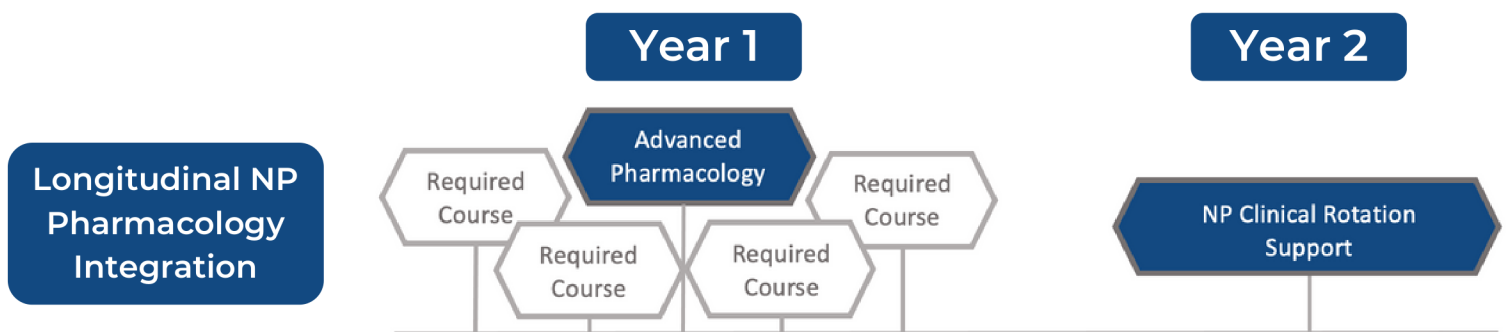 Year 1
Year 2
Longitudinal NP
Pharmacology
Integration
Required
Course
Advanced
Pharmacology
Required
Course
Required
Course
Required
Course
NP Clinical Rotation
Support